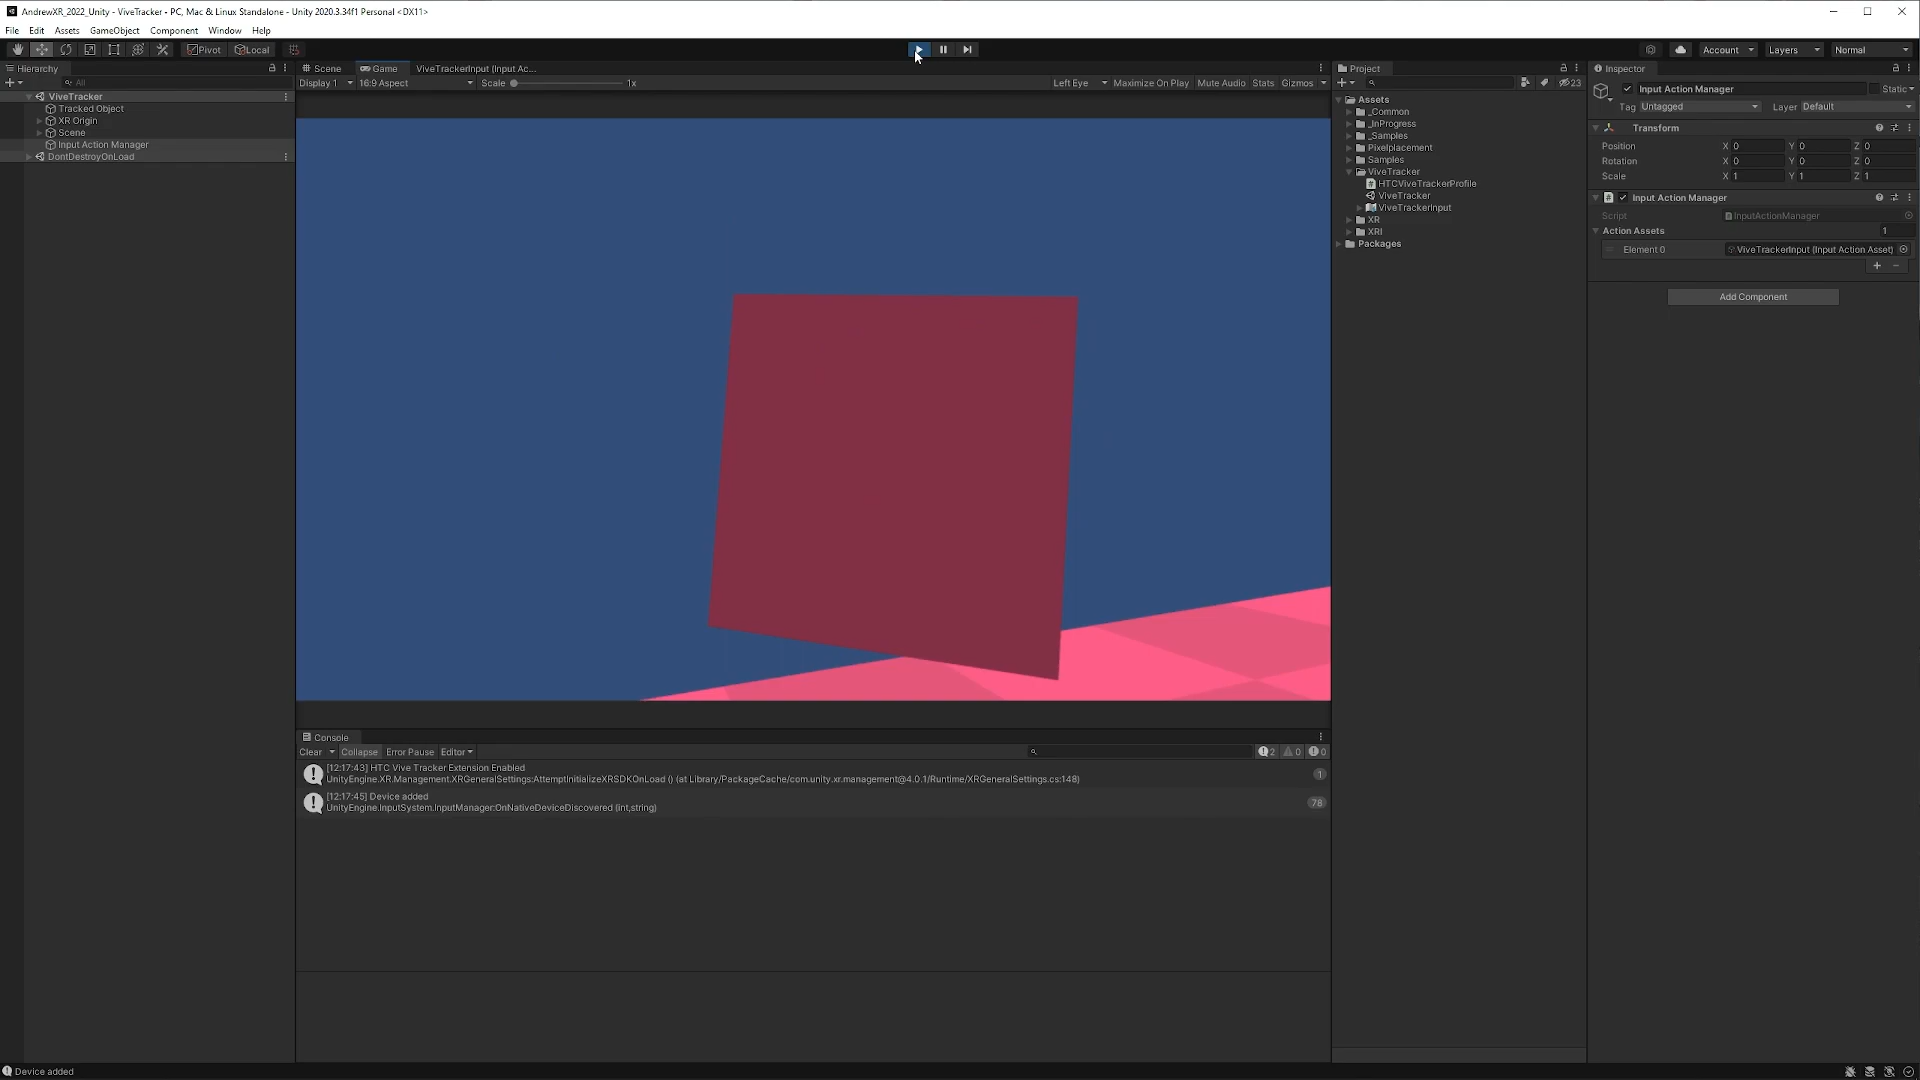 AndrewXR_2022_Unity - ViveTracker - PC, Mac & Linux Standalone - Unity 2020.3.34f1 Personal <DX11>
File Edit Assets GameObject Component Window Help
Pivot Local Account Layers Normal
Hierarchy
All
ViveTracker
Tracked Object
XR Origin
Scene
Input Action Manager
DontDestroyOnLoad
Scene Game ViveTrackerInput (Input Ac...
Display 1 16:9 Aspect Scale 1x Left Eye Maximize On Play Mute Audio Stats Gizmos
Console
Clear Collapse Error Pause Editor 2 0 0
[12:17:43] HTC Vive Tracker Extension Enabled
UnityEngine.XR.Management.XRGeneralSettings:AttemptInitializeXRSDKOnLoad () (at Library/PackageCache/com.unity.xr.management@4.0.1/Runtime/XRGeneralSettings.cs:148)
1
[12:17:45] Device added
UnityEngine.InputSystem.InputManager:OnNativeDeviceDiscovered (int,string)
78
Project
23
Assets
_Common
_InProgress
_Samples
Pixelplacement
Samples
ViveTracker
HTCViveTrackerProfile
ViveTracker
ViveTrackerInput
XR
XRI
Packages
Inspector
Input Action Manager Static
Tag Untagged Layer Default
Transform
Position X 0 Y 0 Z 0
Rotation X 0 Y 0 Z 0
Scale X 1 Y 1 Z 1
Input Action Manager
Script InputActionManager
Action Assets 1
Element 0 ViveTrackerInput (Input Action Asset)
Add Component
Device added